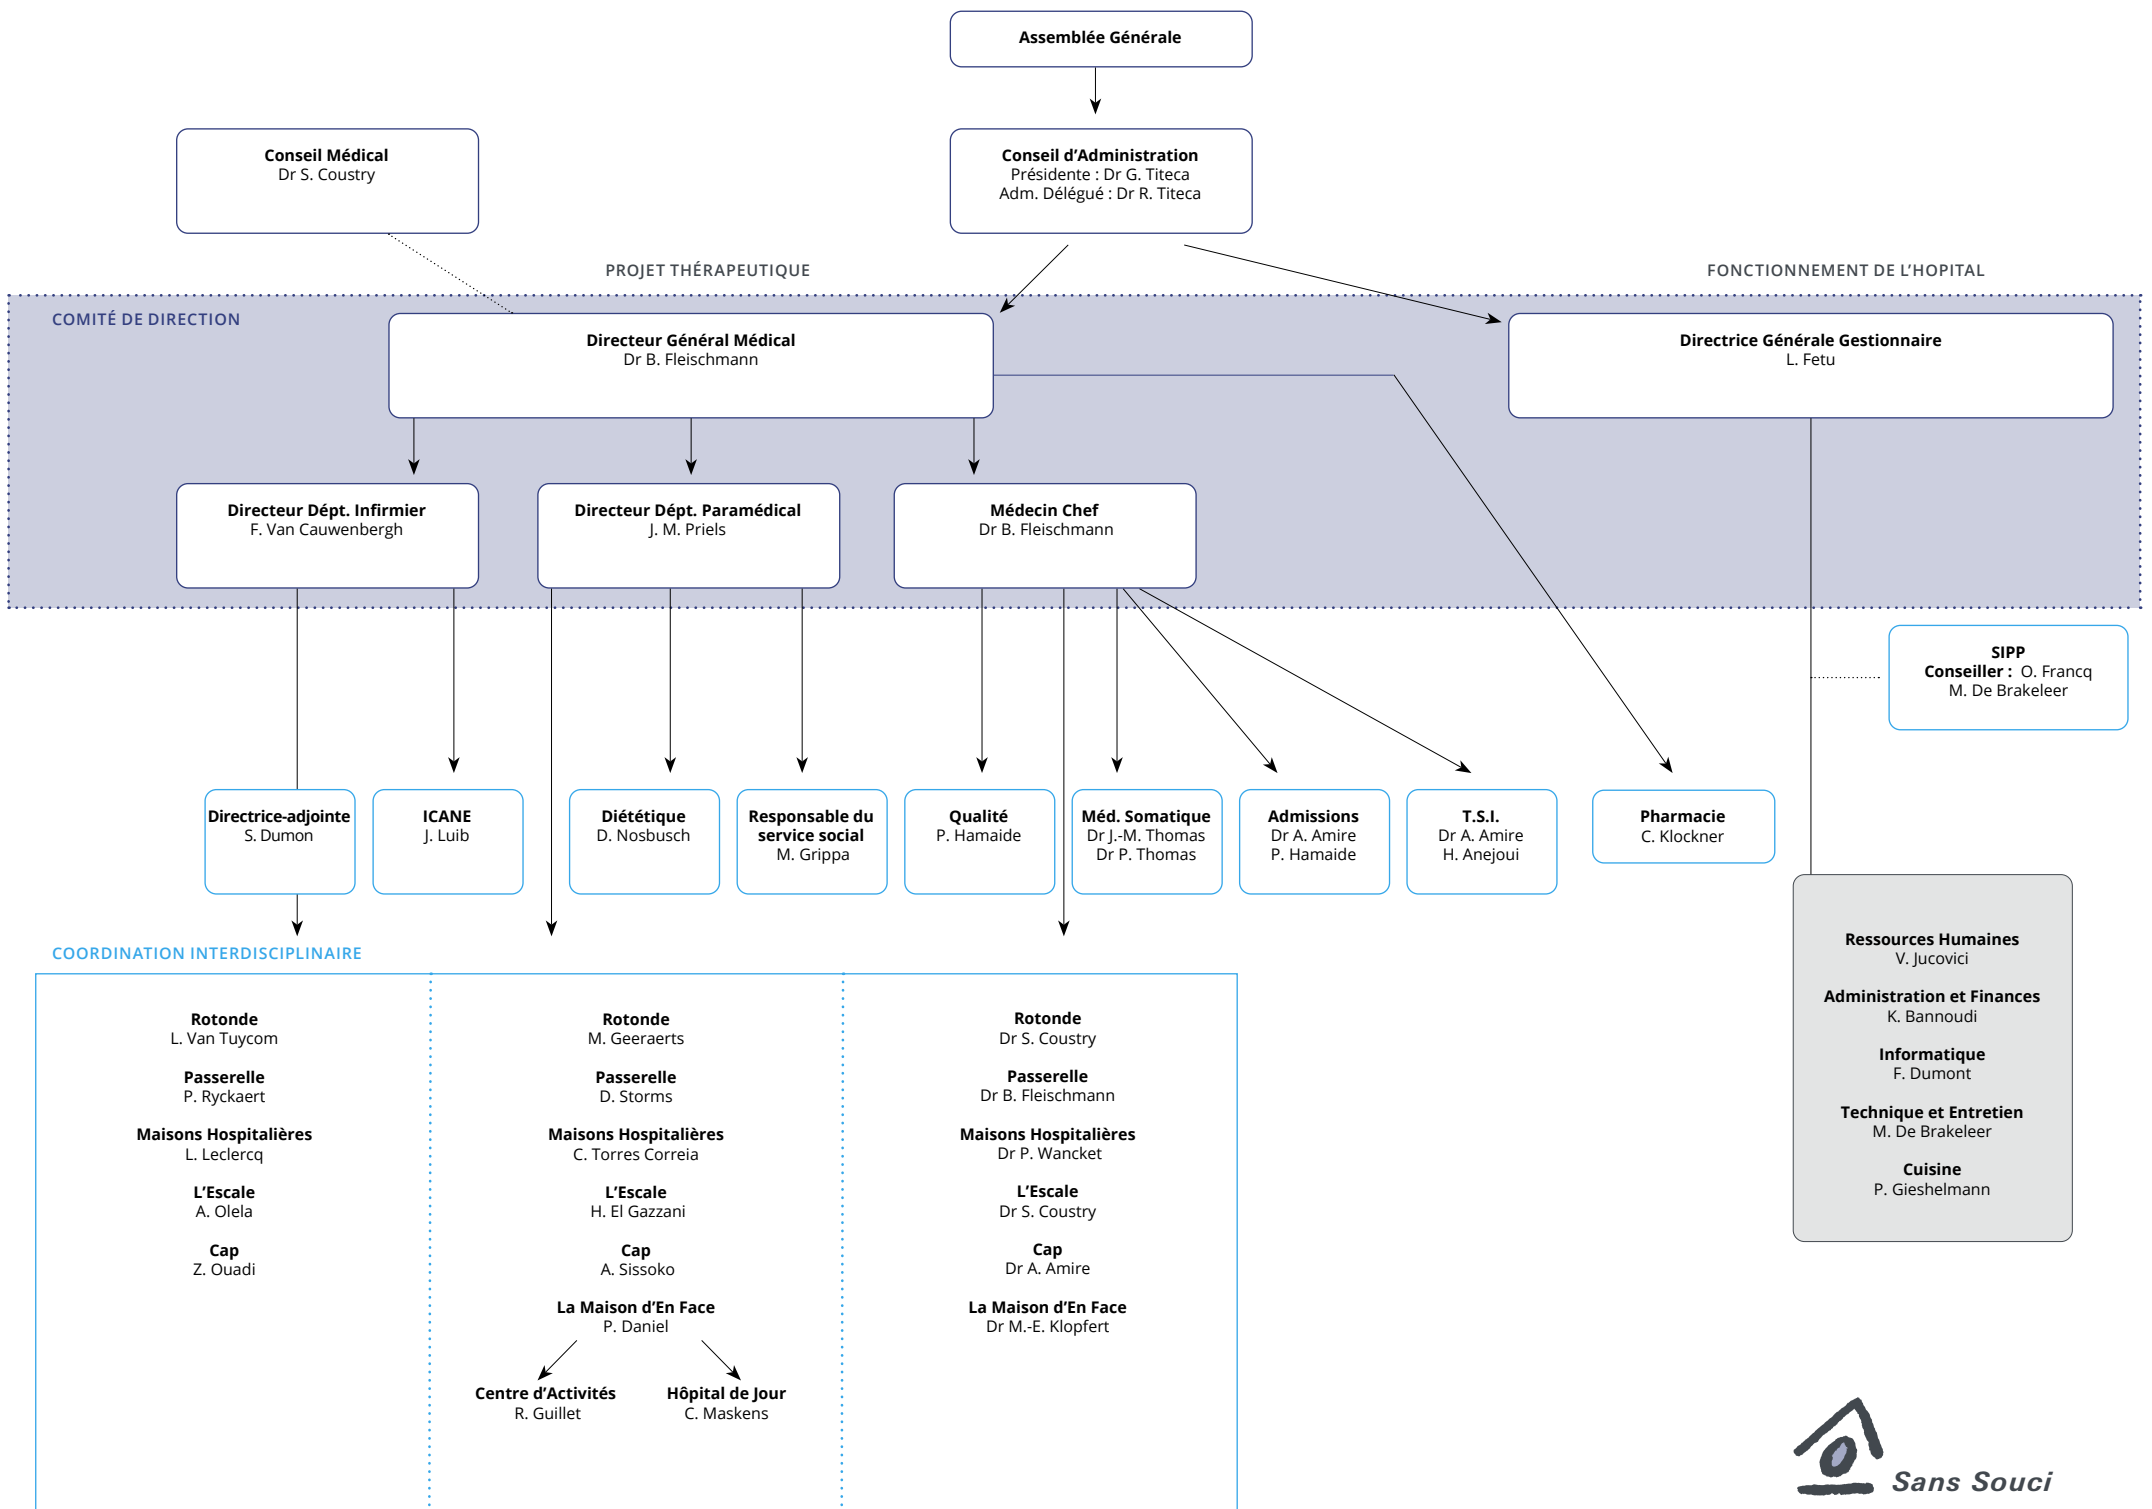 Assemblée Générale
Conseil Médical
Dr S. Coustry
Conseil d'Administration
Présidente : Dr G. Titeca
Adm. Délégué : Dr R. Titeca
PROJET THÉRAPEUTIQUE
FONCTIONNEMENT DE L'HOPITAL
COMITÉ DE DIRECTION
Directeur Général Médical
Dr B. Fleischmann
Directrice Générale Gestionnaire
L. Fetu
Directeur Dépt. Infirmier
F. Van Cauwenbergh
Directeur Dépt. Paramédical
J. M. Priels
Médecin Chef
Dr B. Fleischmann
SIPP
Conseiller : O. Francq
M. De Brakeleer
Directrice-adjointe
S. Dumon
ICANE
J. Luib
Diététique
D. Nosbusch
Responsable du
service social
M. Grippa
Qualité
P. Hamaide
Méd. Somatique
Dr J.-M. Thomas
Dr P. Thomas
Admissions
Dr A. Amire
P. Hamaide
T.S.I.
Dr A. Amire
H. Anejoui
Pharmacie
C. Klockner
COORDINATION INTERDISCIPLINAIRE
Rotonde
L. Van Tuycom
Passerelle
P. Ryckaert
Maisons Hospitalières
L. Leclercq
L'Escale
A. Olela
Cap
Z. Ouadi
Rotonde
M. Geeraerts
Passerelle
D. Storms
Maisons Hospitalières
C. Torres Correia
L'Escale
H. El Gazzani
Cap
A. Sissoko
La Maison d'En Face
P. Daniel
Centre d'Activités
R. Guillet
Hôpital de Jour
C. Maskens
Rotonde
Dr S. Coustry
Passerelle
Dr B. Fleischmann
Maisons Hospitalières
Dr P. Wancket
L'Escale
Dr S. Coustry
Cap
Dr A. Amire
La Maison d'En Face
Dr M.-E. Klopfert
Ressources Humaines
V. Jucovici
Administration et Finances
K. Bannoudi
Informatique
F. Dumont
Technique et Entretien
M. De Brakeleer
Cuisine
P. Gieshelmann
Sans Souci